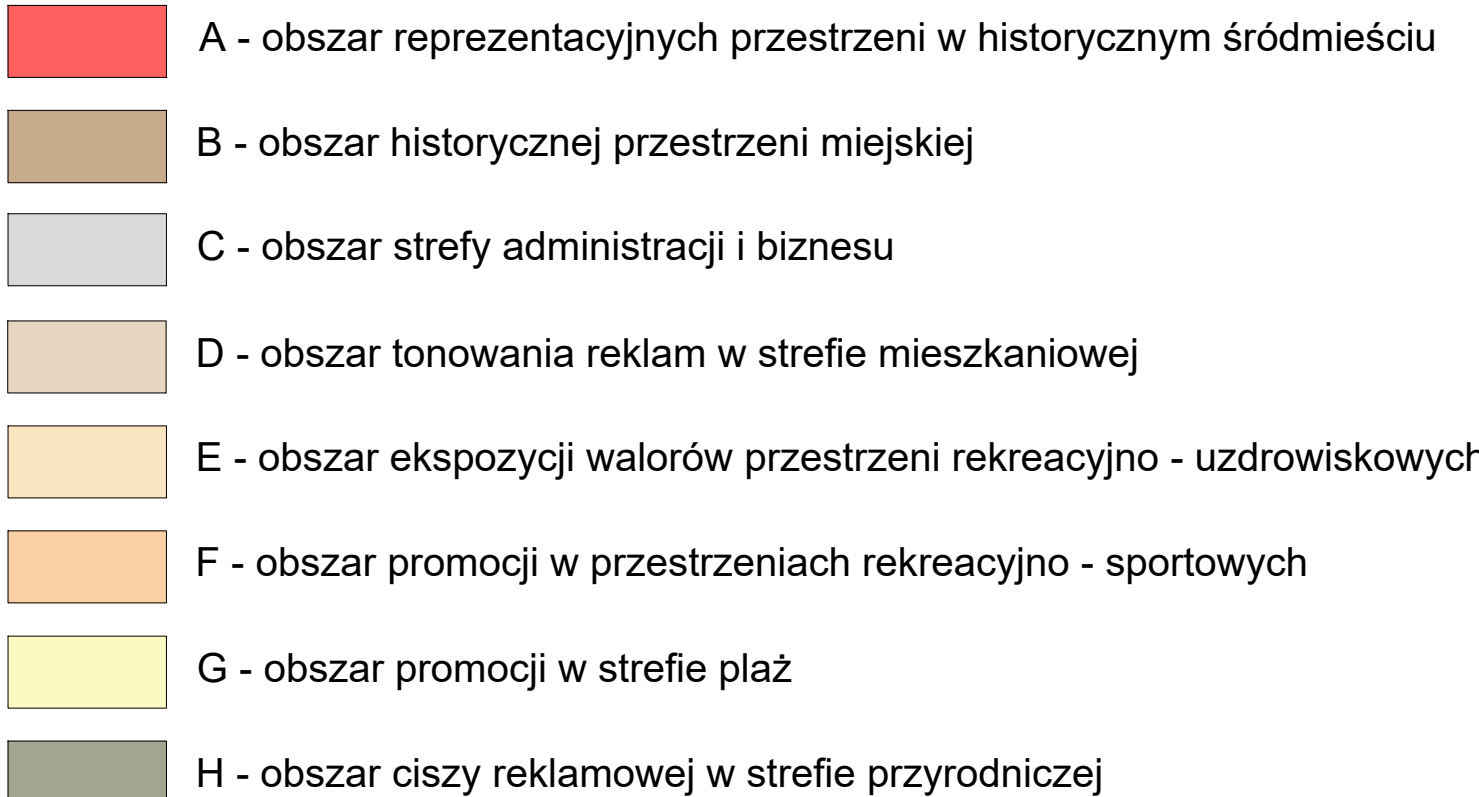 A - obszar reprezentacyjnych przestrzeni w historycznym śródmieściu
B - obszar historycznej przestrzeni miejskiej
C - obszar strefy administracji i biznesu
D - obszar tonowania reklam w strefie mieszkaniowej
E - obszar ekspozycji walorów przestrzeni rekreacyjno - uzdrowiskowych
F - obszar promocji w przestrzeniach rekreacyjno - sportowych
G - obszar promocji w strefie plaż
H - obszar ciszy reklamowej w strefie przyrodniczej